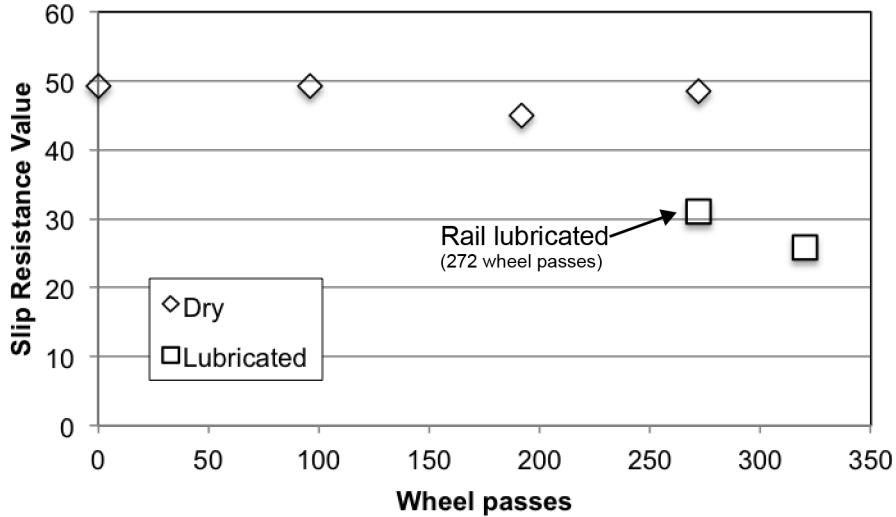 60
50
40
30
20
10
0
Slip Resistance Value
Rail lubricated
(272 wheel passes)
Dry
Lubricated
0 50 100 150 200 250 300 350
Wheel passes